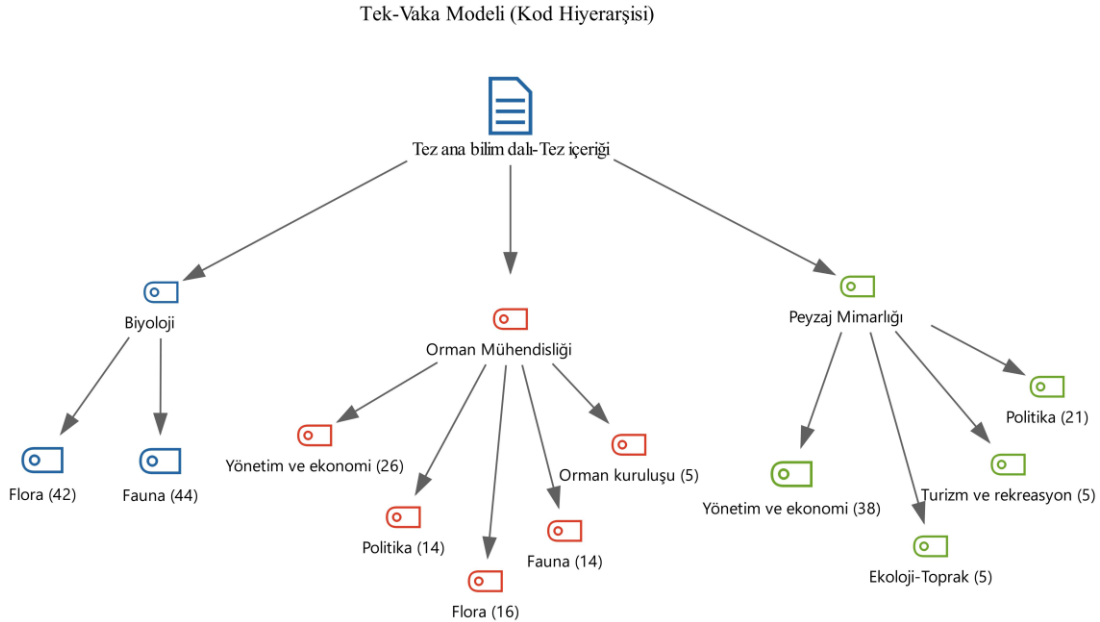 Tek-Vaka Modeli (Kod Hiyerarşisi)
Tez ana bilim dalı-Tez içeriği
Biyoloji
Orman Mühendisliği
Peyzaj Mimarlığı
Flora (42)
Fauna (44)
Yönetim ve ekonomi (26)
Politika (14)
Flora (16)
Fauna (14)
Orman kuruluşu (5)
Yönetim ve ekonomi (38)
Ekoloji-Toprak (5)
Turizm ve rekreasyon (5)
Politika (21)